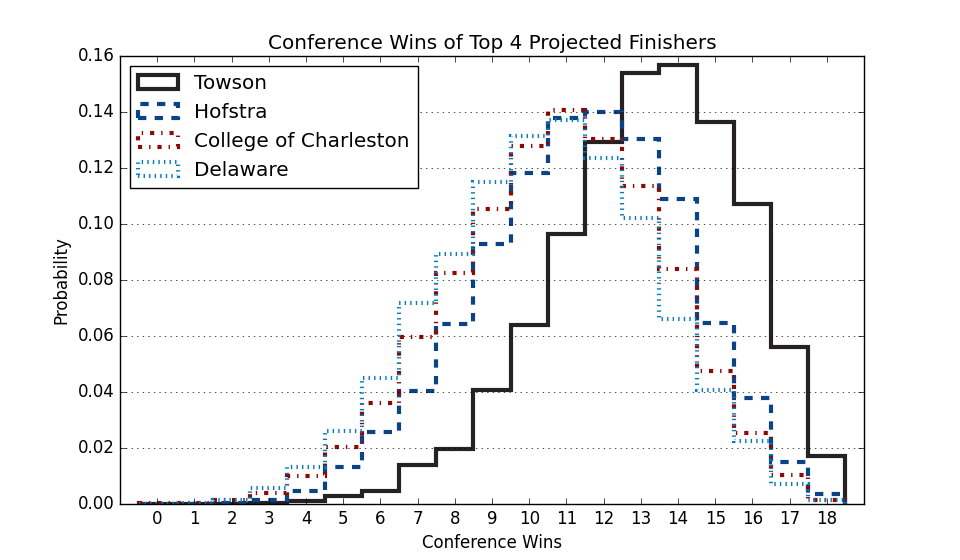 Conference Wins of Top 4 Projected Finishers
Towson
Hofstra
College of Charleston
Delaware
0.16
0.14
0.12
0.10
0.08
0.06
0.04
0.02
0.00
Probability
0 1 2 3 4 5 6 7 8 9 10 11 12 13 14 15 16 17 18
Conference Wins